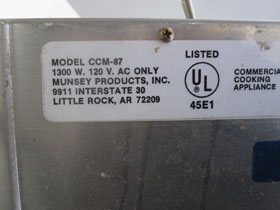 MODEL CCM-87
1300 W. 120 V. AC ONLY
MUNSEY PRODUCTS, INC.
9911 INTERSTATE 30
LITTLE ROCK, AR 72209
LISTED
UL
45E1
COMMERCIA
COOKING
APPLIANCE